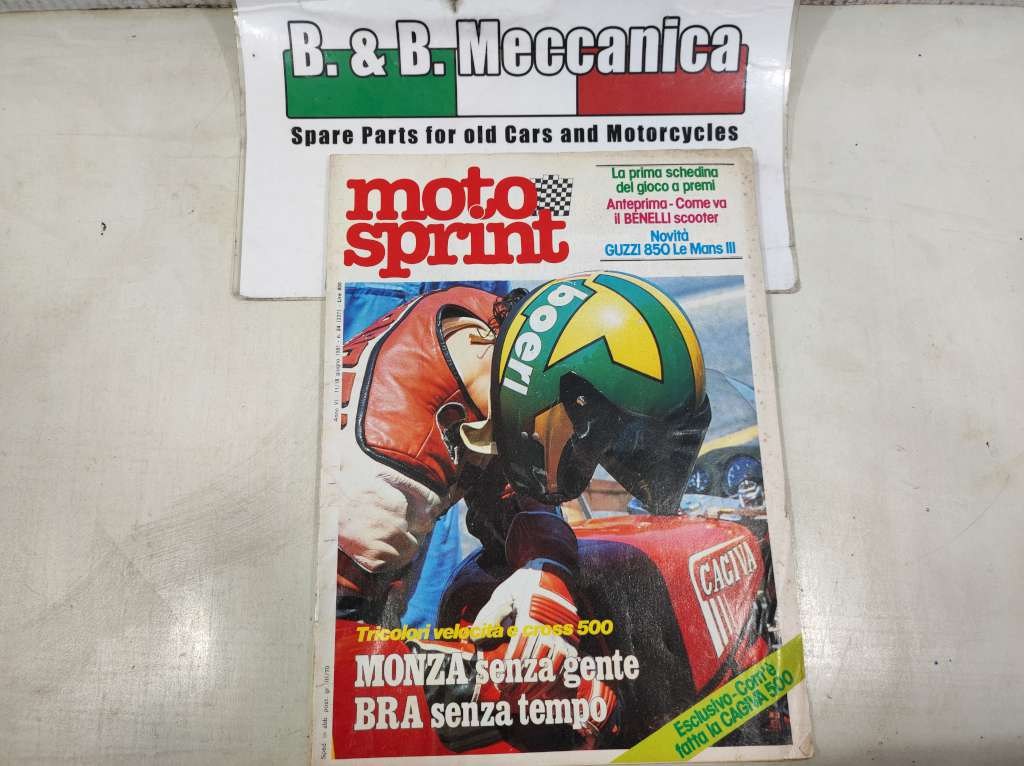 B. & B. Meccanica
Spare Parts for old Cars and Motorcycles
moto
sprint
La prima schedina
del gioco a premi
Anteprima - Come va
il BENELLI scooter
Novità
GUZZI 850 Le Mans III
boeri
CAGIVA
Tricolori velocità e cross 500
MONZA senza gente
BRA senza tempo
Esclusivo - Com'è
fatta la CAGIVA 500